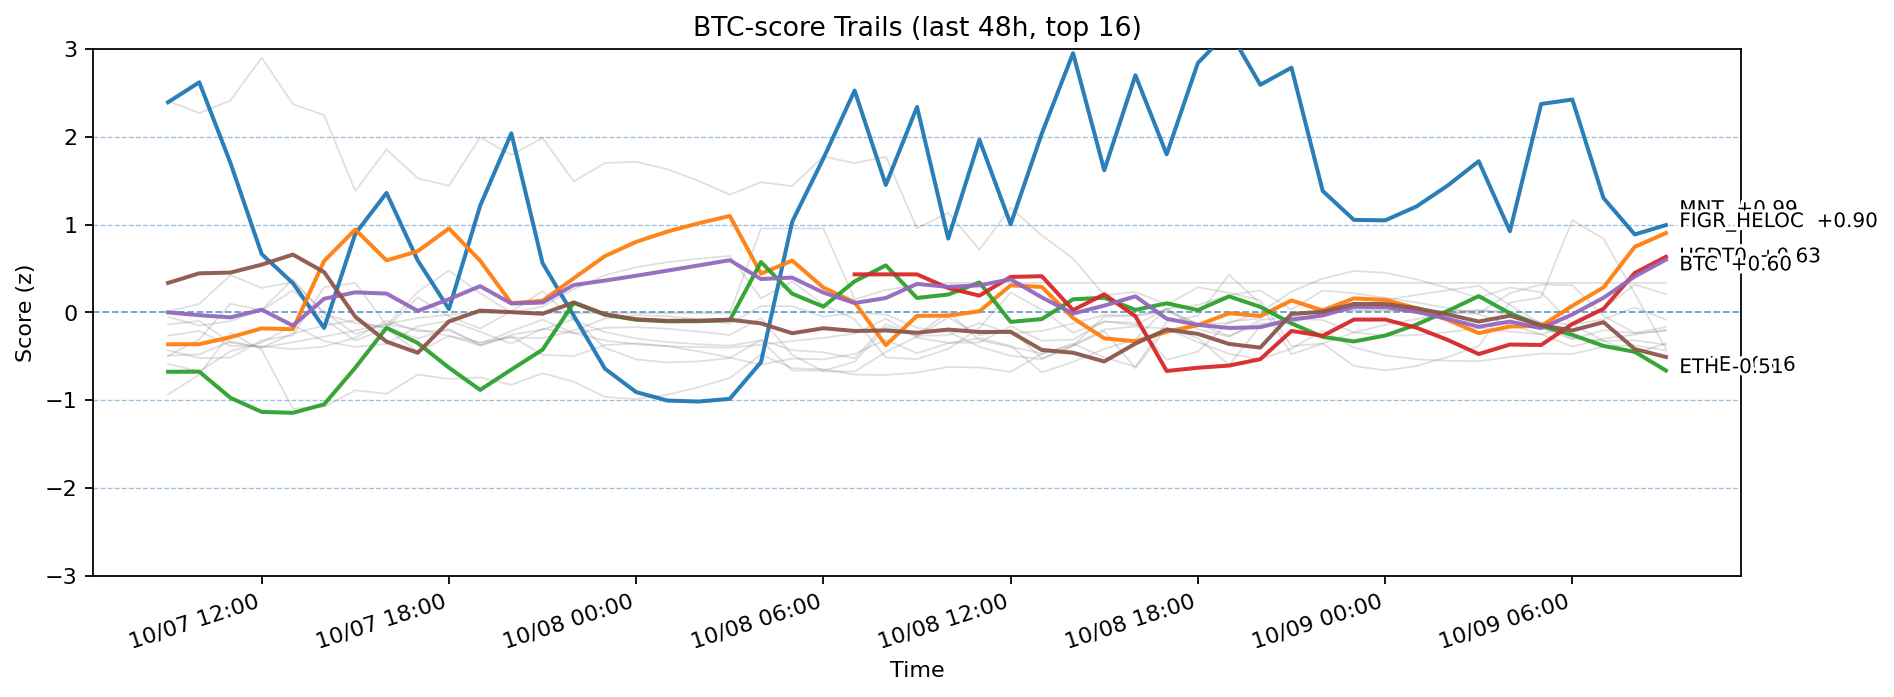 BTC-score Trails (last 48h, top 16)
Score (z)
3
2
1
0
−1
−2
−3
MNT +0.99
FIGR_HELOC +0.90
+0.63
BTC +0.60
10/07 12:00
10/07 18:00
10/08 00:00
10/08 06:00
10/08 12:00
10/08 18:00
10/09 00:00
10/09 06:00
Time